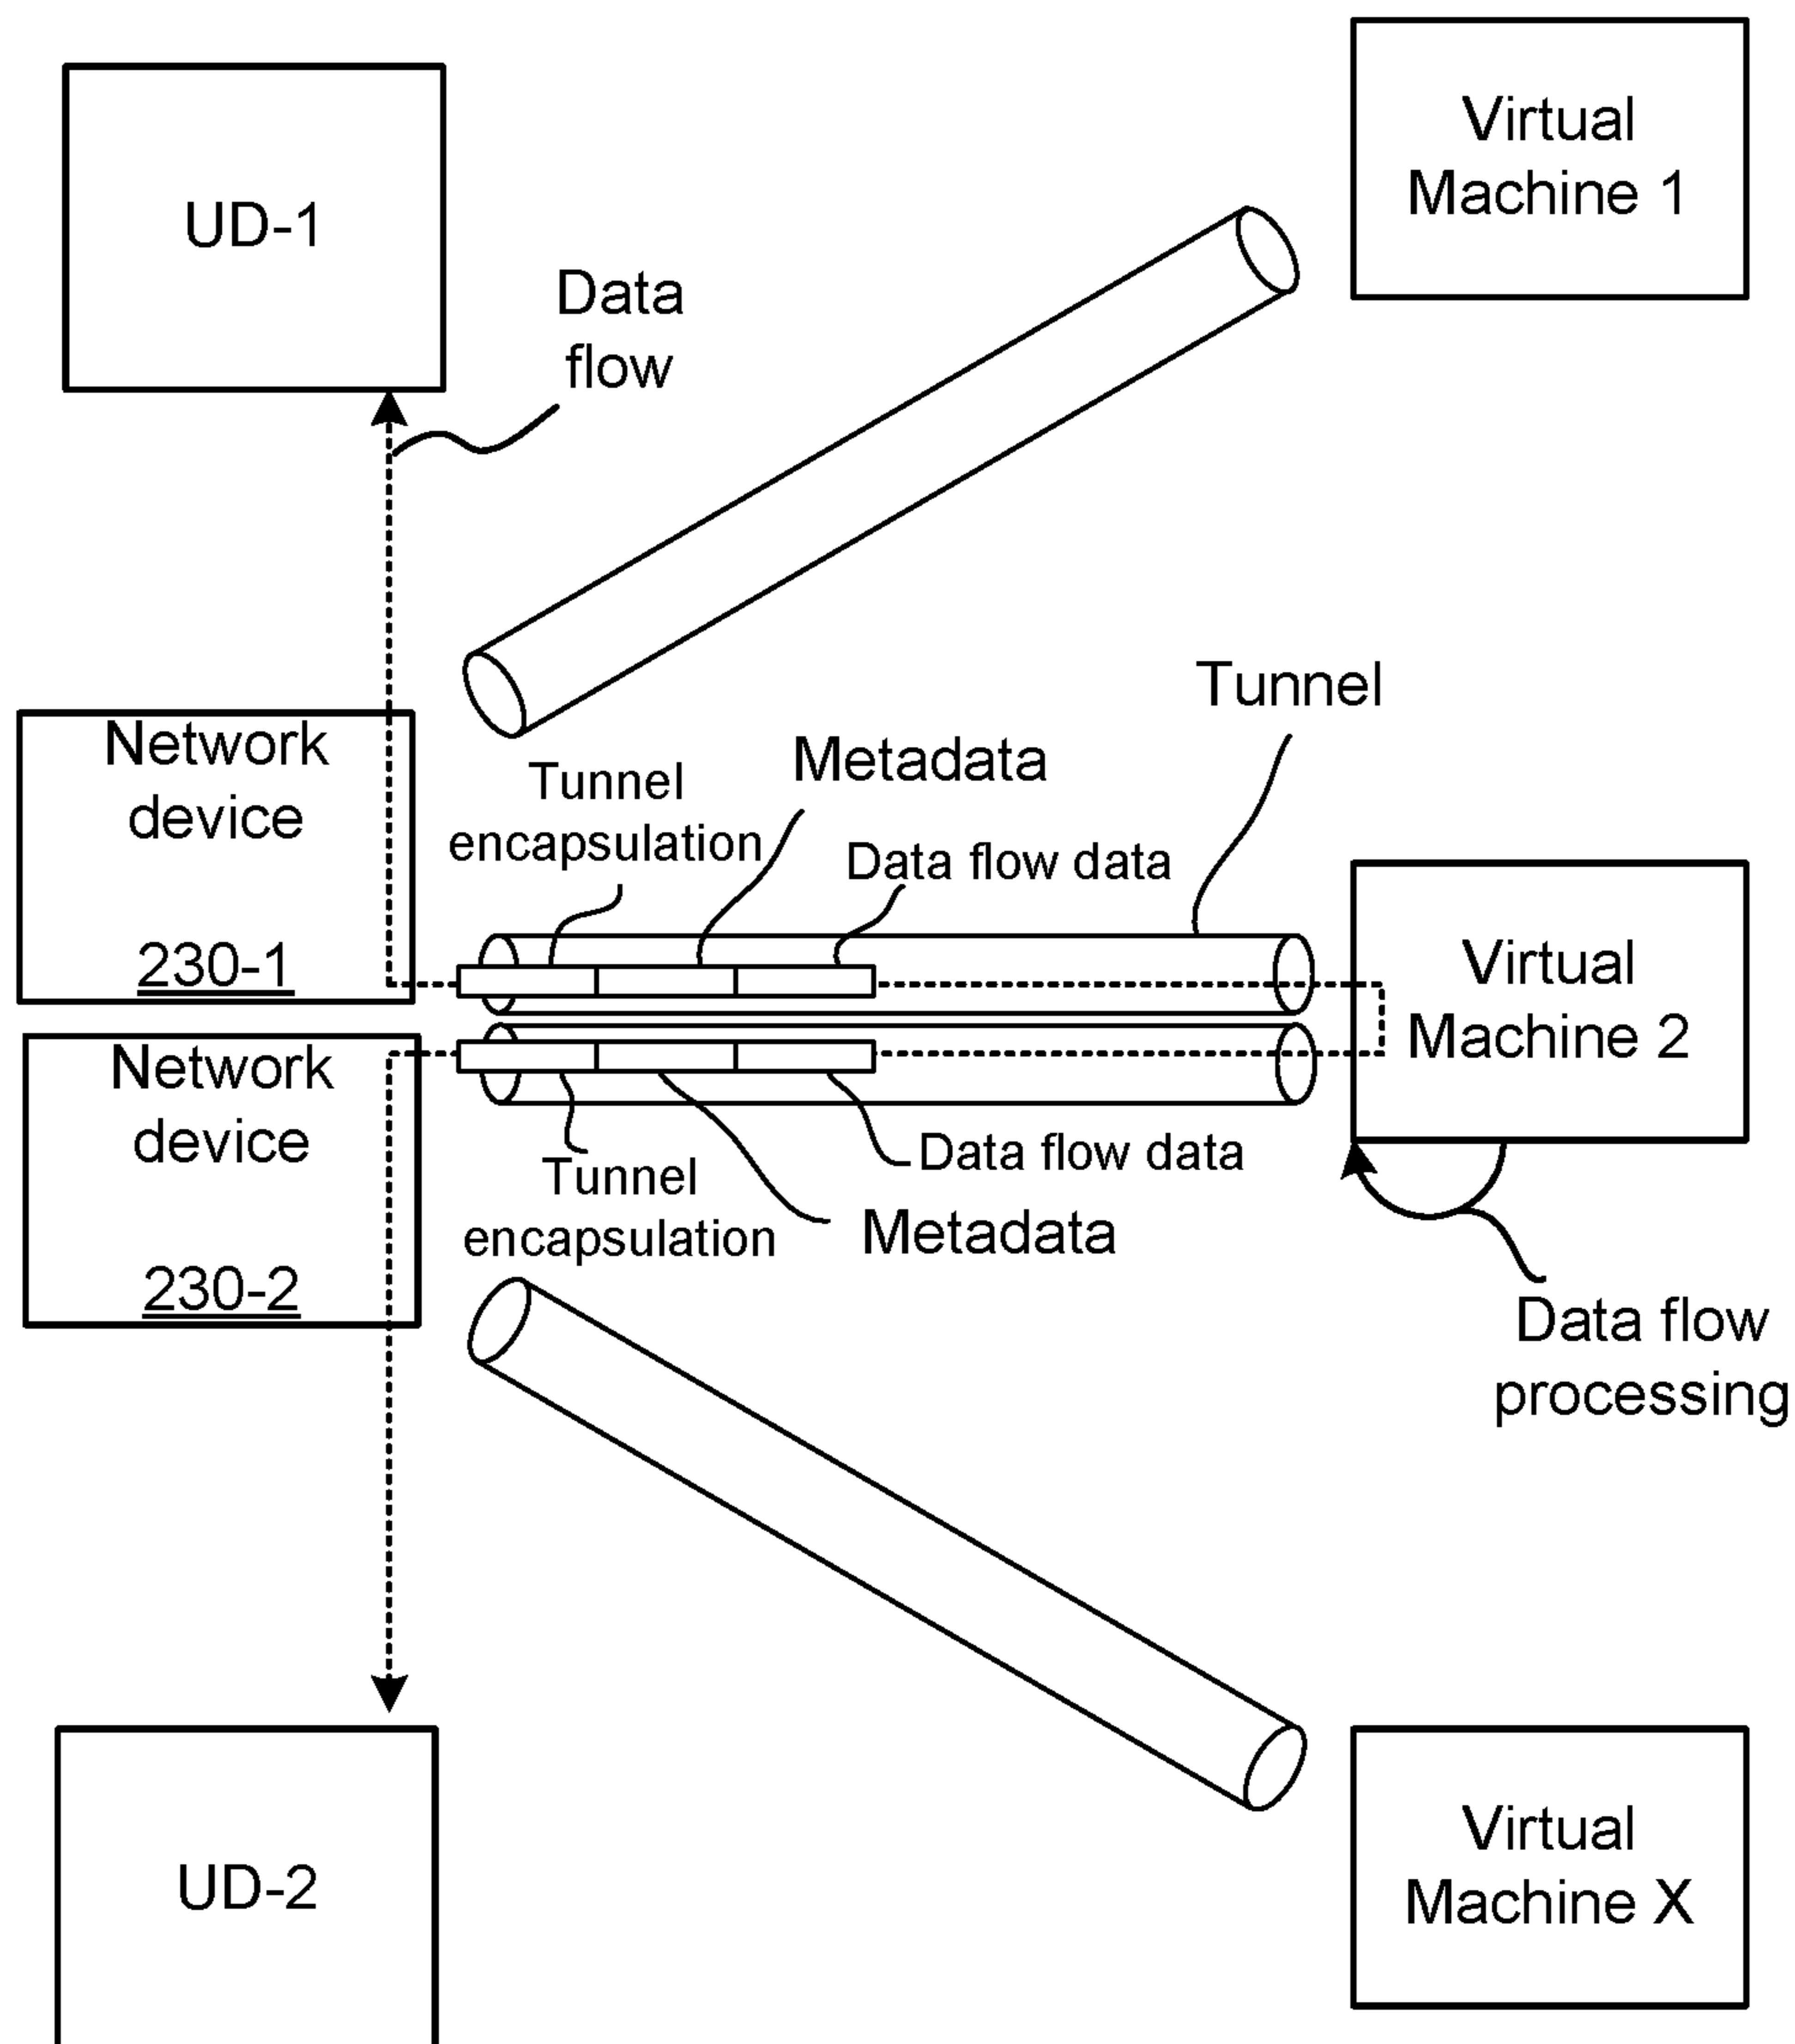 Virtual
Machine 1
UD-1
Data
flow
Tunnel
Network
device
230-1
Tunnel
encapsulation
Metadata
Data flow data
Virtual
Machine 2
Network
device
230-2
Tunnel
encapsulation
Data flow data
Metadata
Data flow
processing
UD-2
Virtual
Machine X